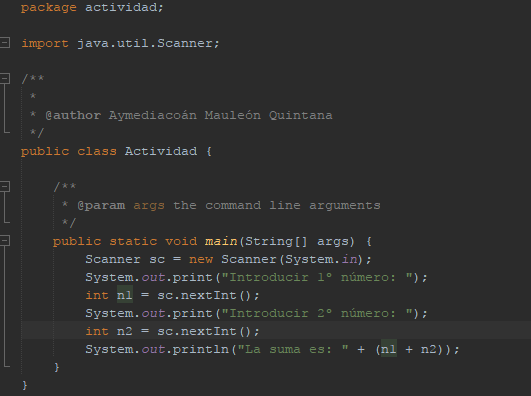 package actividad;
import java.util.Scanner;
/**
 *
 * @author Aymediacoán Mauleón Quintana
 */
public class Actividad {
    /**
     * @param args the command line arguments
     */
    public static void main(String[] args) {
        Scanner sc = new Scanner(System.in);
        System.out.print("Introducir 1º número: ");
        int n1 = sc.nextInt();
        System.out.print("Introducir 2º número: ");
        int n2 = sc.nextInt();
        System.out.println("La suma es: " + (n1 + n2));
    }
}